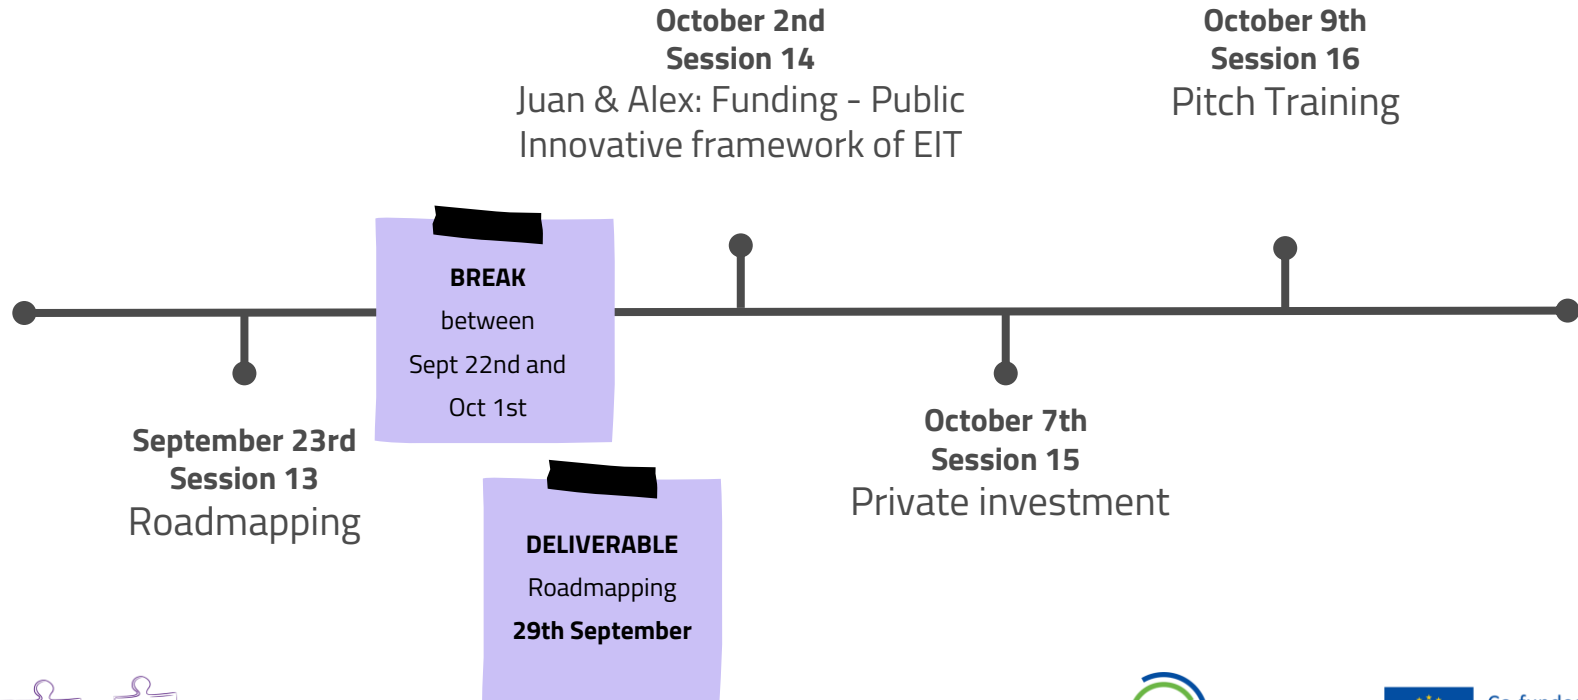 October 2nd
Session 14
Juan & Alex: Funding - Public
Innovative framework of EIT
October 9th
Session 16
Pitch Training
BREAK
between
Sept 22nd and
Oct 1st
September 23rd
Session 13
Roadmapping
October 7th
Session 15
Private investment
DELIVERABLE
Roadmapping
29th September